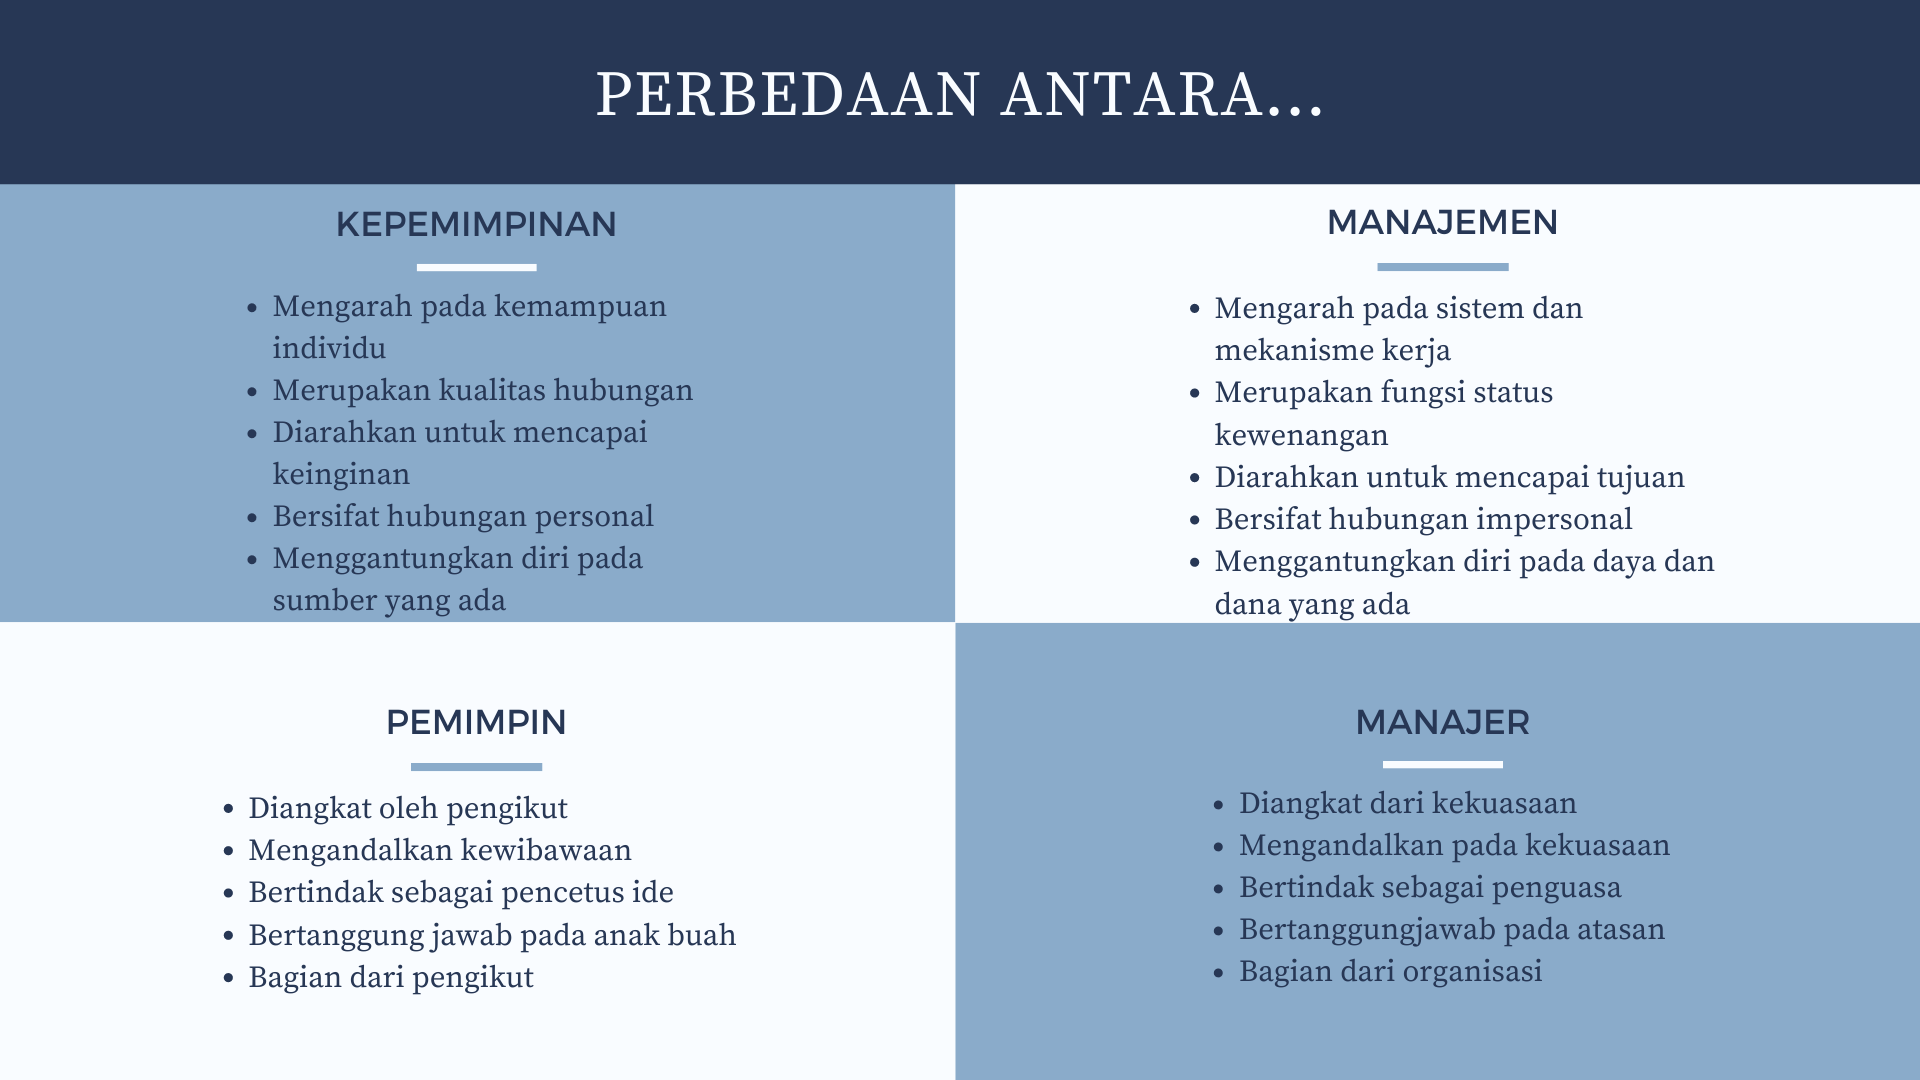 PERBEDAAN ANTARA...
KEPEMIMPINAN
• Mengarah pada kemampuan
individu
• Merupakan kualitas hubungan
• Diarahkan untuk mencapai
keinginan
• Bersifat hubungan personal
• Menggantungkan diri pada
sumber yang ada
MANAJEMEN
• Mengarah pada sistem dan
mekanisme kerja
• Merupakan fungsi status
kewenangan
• Diarahkan untuk mencapai tujuan
• Bersifat hubungan impersonal
• Menggantungkan diri pada daya dan
dana yang ada
PEMIMPIN
• Diangkat oleh pengikut
• Mengandalkan kewibawaan
• Bertindak sebagai pencetus ide
• Bertanggung jawab pada anak buah
• Bagian dari pengikut
MANAJER
• Diangkat dari kekuasaan
• Mengandalkan pada kekuasaan
• Bertindak sebagai penguasa
• Bertanggungjawab pada atasan
• Bagian dari organisasi